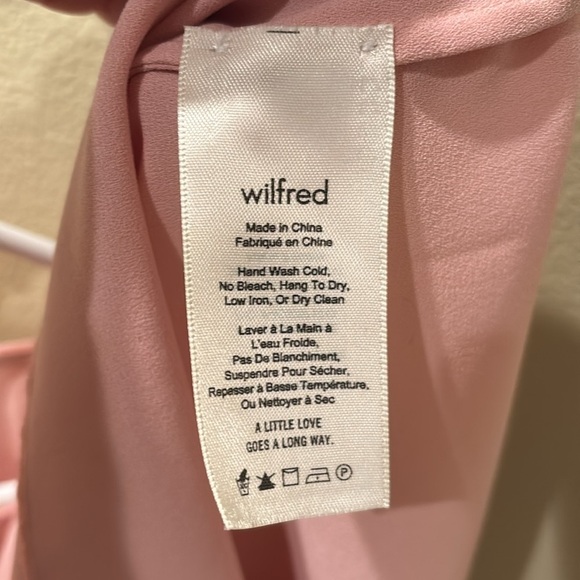 wilfred
Made in China
Fabriqué en Chine
Hand Wash Cold,
No Bleach, Hang To Dry,
Low Iron, Or Dry Clean
Laver à La Main à
L'eau Froide,
Pas De Blanchiment,
Suspendre Pour Sécher,
Repasser à Basse Température,
Ou Nettoyer à Sec
A LITTLE LOVE
GOES A LONG WAY.
P